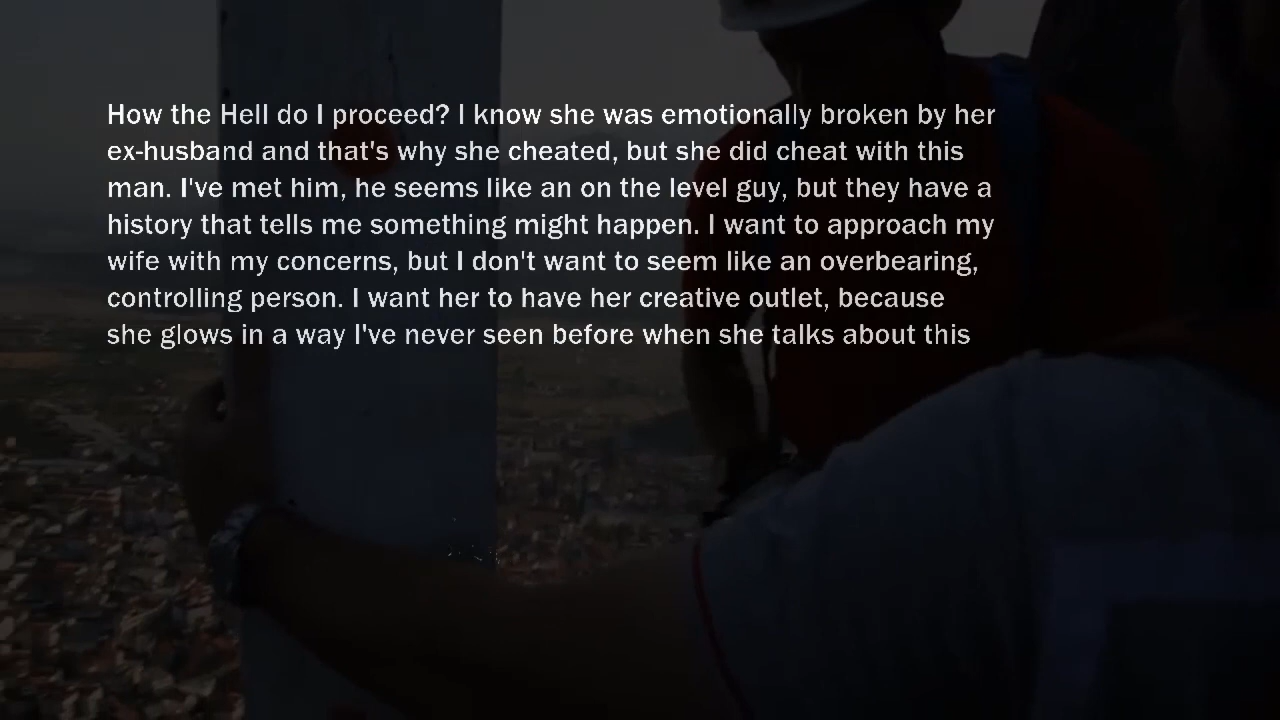 How the Hell do I proceed? I know she was emotionally broken by her
ex-husband and that's why she cheated, but she did cheat with this
man. I've met him, he seems like an on the level guy, but they have a
history that tells me something might happen. I want to approach my
wife with my concerns, but I don't want to seem like an overbearing,
controlling person. I want her to have her creative outlet, because
she glows in a way I've never seen before when she talks about this